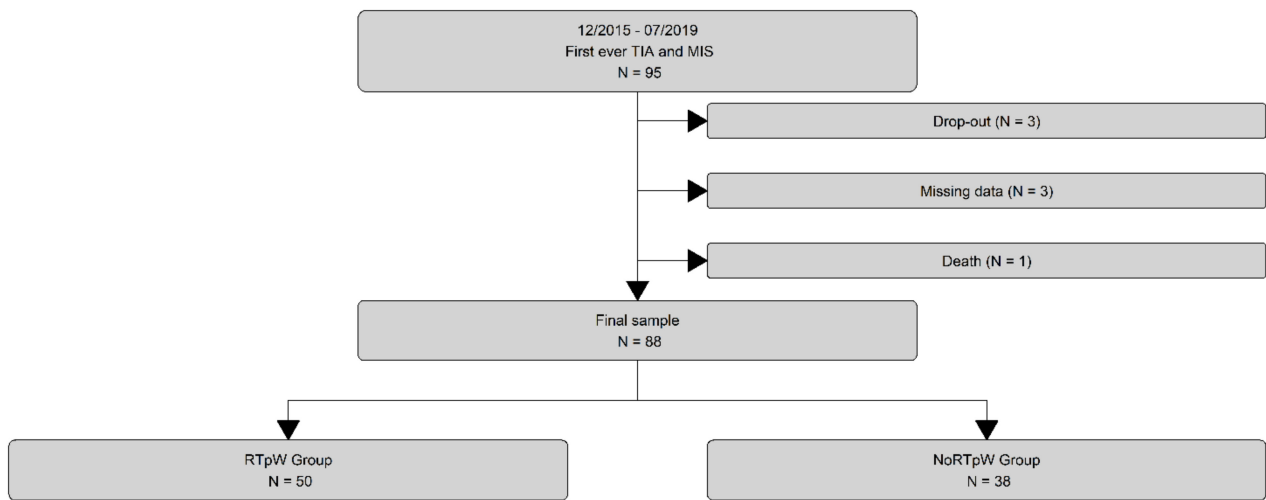 12/2015 - 07/2019
First ever TIA and MIS
N = 95
Drop-out (N = 3)
Missing data (N = 3)
Death (N = 1)
Final sample
N = 88
RTpW Group
N = 50
NoRTpW Group
N = 38